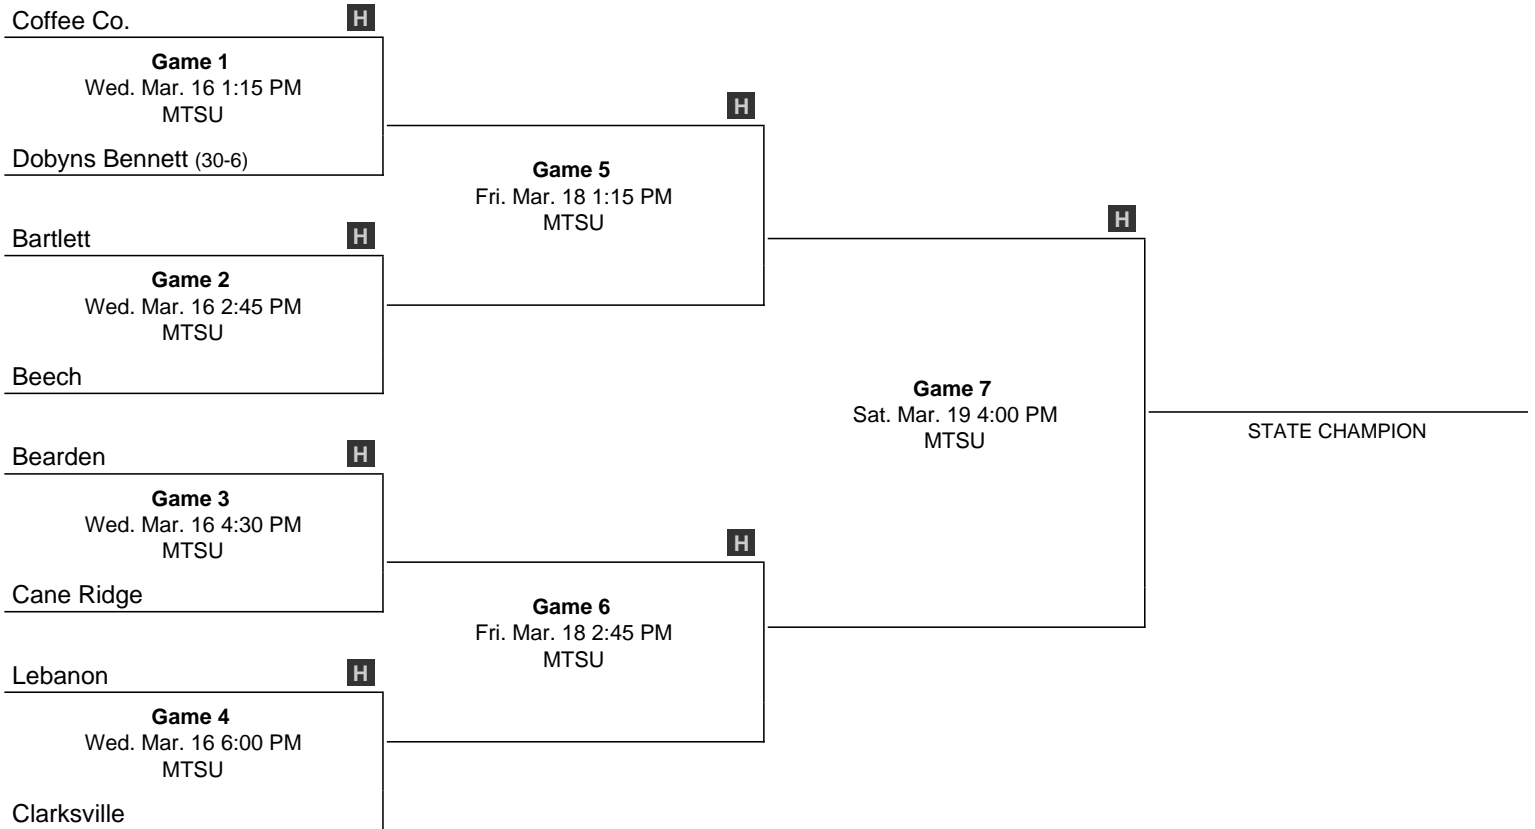 Coffee Co. H
Game 1
Wed. Mar. 16 1:15 PM
MTSU
Dobyns Bennett (30-6)
Bartlett H
Game 2
Wed. Mar. 16 2:45 PM
MTSU
Beech
Bearden H
Game 3
Wed. Mar. 16 4:30 PM
MTSU
Cane Ridge
Lebanon H
Game 4
Wed. Mar. 16 6:00 PM
MTSU
Clarksville
H
Game 5
Fri. Mar. 18 1:15 PM
MTSU
H
Game 6
Fri. Mar. 18 2:45 PM
MTSU
H
Game 7
Sat. Mar. 19 4:00 PM
MTSU
STATE CHAMPION